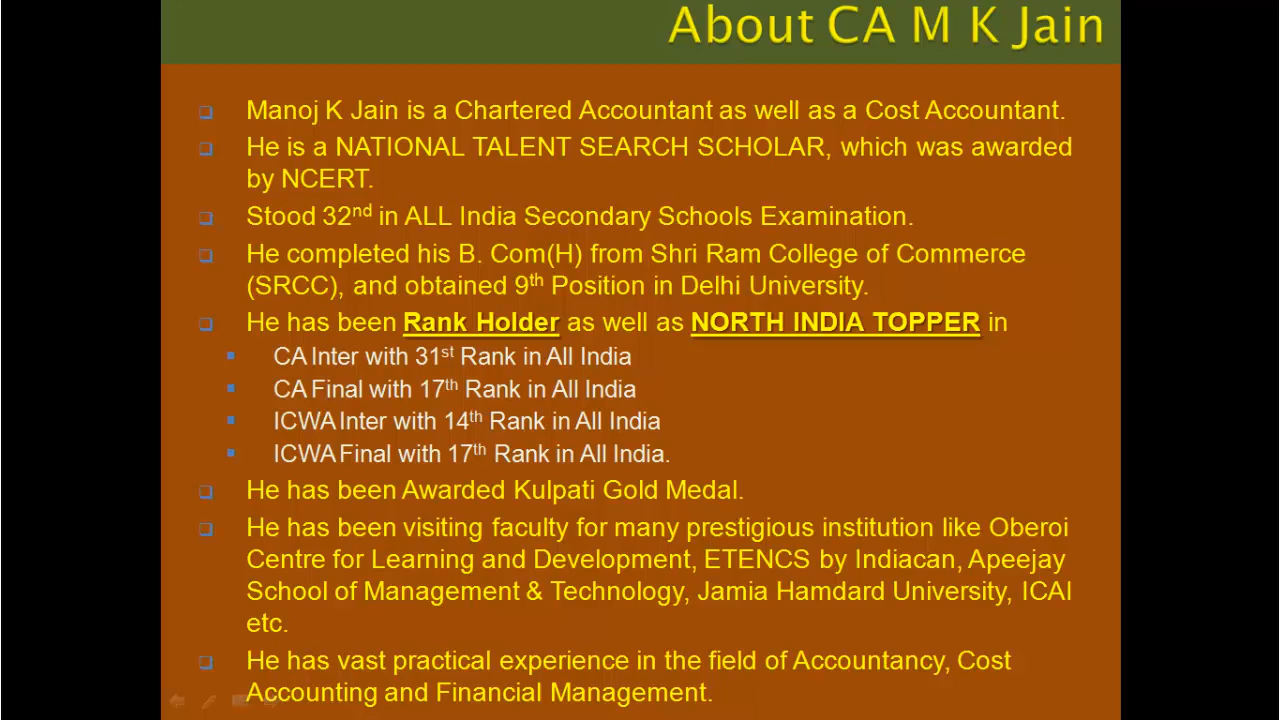 About CA M K Jain
Manoj K Jain is a Chartered Accountant as well as a Cost Accountant.
He is a NATIONAL TALENT SEARCH SCHOLAR, which was awarded
by NCERT.
Stood 32nd in ALL India Secondary Schools Examination.
He completed his B. Com(H) from Shri Ram College of Commerce
(SRCC), and obtained 9th Position in Delhi University.
He has been Rank Holder as well as NORTH INDIA TOPPER in
CA Inter with 31st Rank in All India
CA Final with 17th Rank in All India
ICWA Inter with 14th Rank in All India
ICWA Final with 17th Rank in All India.
He has been Awarded Kulpati Gold Medal.
He has been visiting faculty for many prestigious institution like Oberoi
Centre for Learning and Development, ETENCS by Indiacan, Apeejay
School of Management & Technology, Jamia Hamdard University, ICAI
etc.
He has vast practical experience in the field of Accountancy, Cost
Accounting and Financial Management.